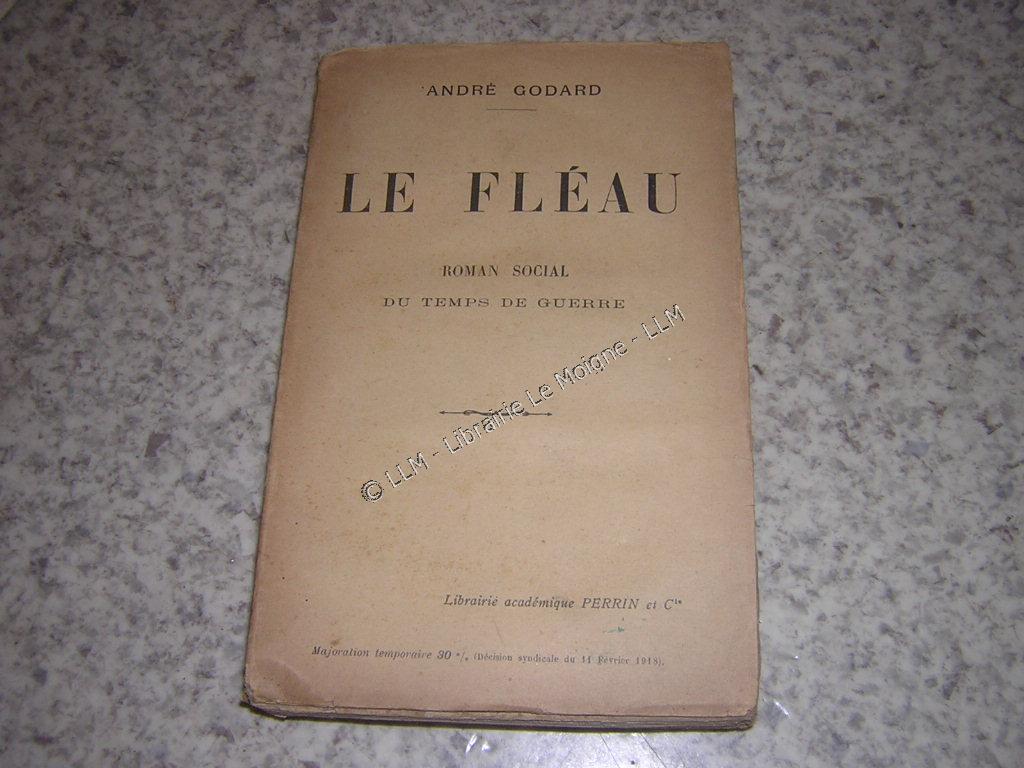 ANDRÉ GODARD
LE FLÉAU
ROMAN SOCIAL
DU TEMPS DE GUERRE
© LLM - Librairie Le Moigne - LLM
Librairie académique PERRIN et Cie
Majoration temporaire 30 % (Décision syndicale du 11 Février 1918).